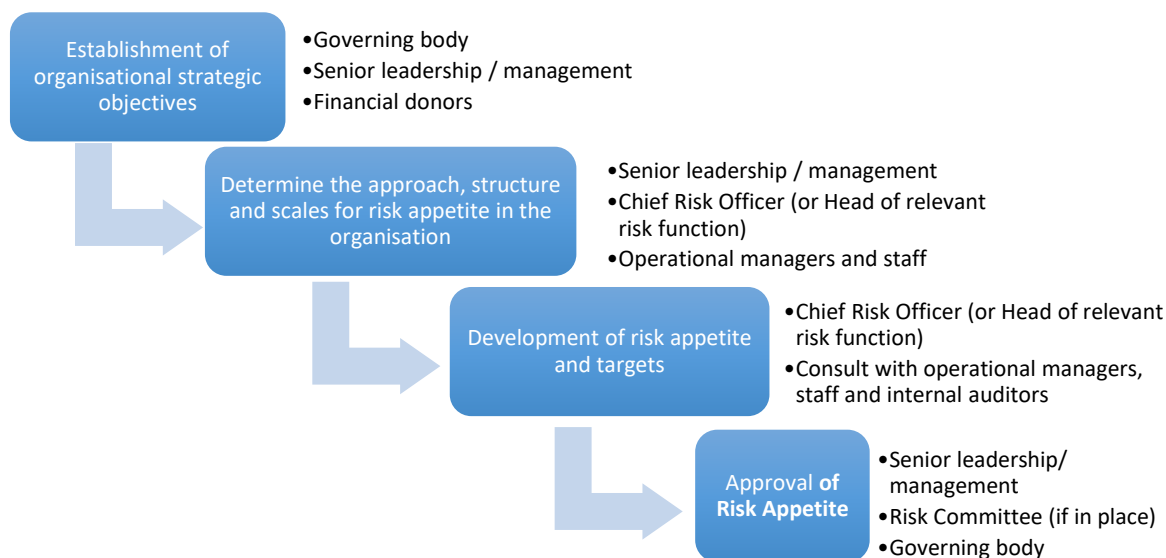 Establishment of
organisational strategic
objectives
•Governing body
•Senior leadership / management
•Financial donors
Determine the approach, structure
and scales for risk appetite in the
organisation
•Senior leadership / management
•Chief Risk Officer (or Head of relevant
risk function)
•Operational managers and staff
Development of risk appetite
and targets
•Chief Risk Officer (or Head of relevant
risk function)
•Consult with operational managers,
staff and internal auditors
Approval of
Risk Appetite
•Senior leadership/
management
•Risk Committee (if in place)
•Governing body